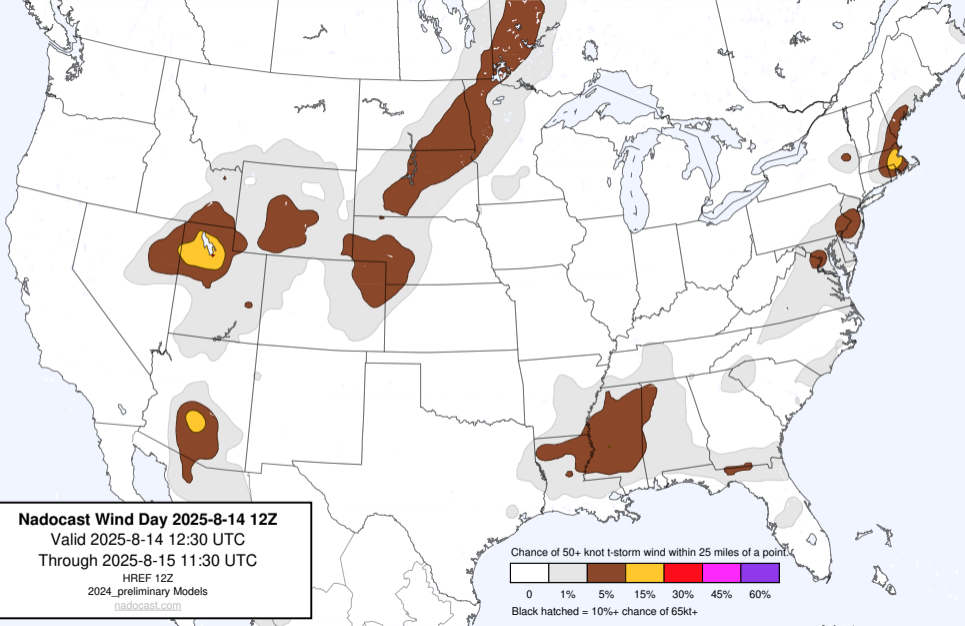 Nadocast Wind Day 2025-8-14 12Z
Valid 2025-8-14 12:30 UTC
Through 2025-8-15 11:30 UTC
HREF 12Z
2024_preliminary Models
nadocast.com
Chance of 50+ knot t-storm wind within 25 miles of a point.
0 1% 5% 15% 30% 45% 60%
Black hatched = 10%+ chance of 65kt+